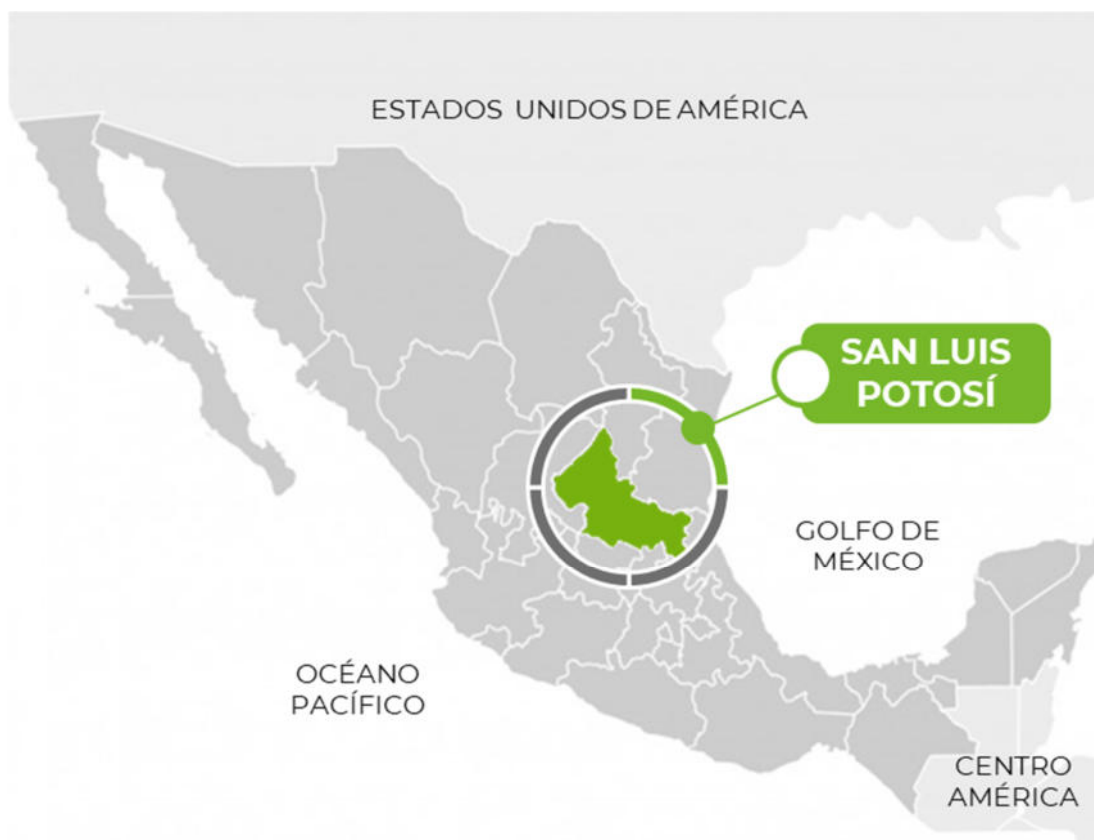 ESTADOS UNIDOS DE AMÉRICA
SAN LUIS
POTOSÍ
GOLFO DE
MÉXICO
OCÉANO
PACÍFICO
CENTRO
AMÉRICA